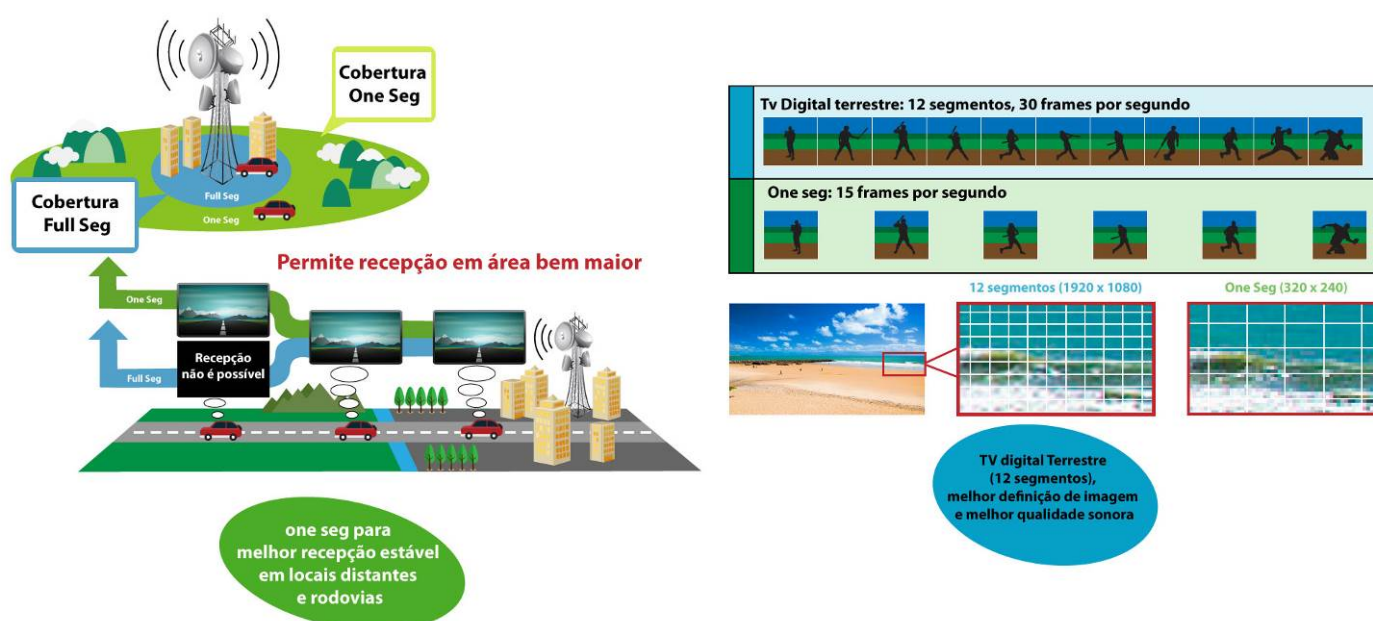 Cobertura
One Seg
Full Seg
One Seg
Cobertura
Full Seg
Permite recepção em área bem maior
One Seg
Full Seg
Recepção
não é possível
one seg para
melhor recepção estável
em locais distantes
e rodovias
Tv Digital terrestre: 12 segmentos, 30 frames por segundo
One seg: 15 frames por segundo
12 segmentos (1920 x 1080)
One Seg (320 x 240)
TV digital Terrestre
(12 segmentos),
melhor definição de imagem
e melhor qualidade sonora